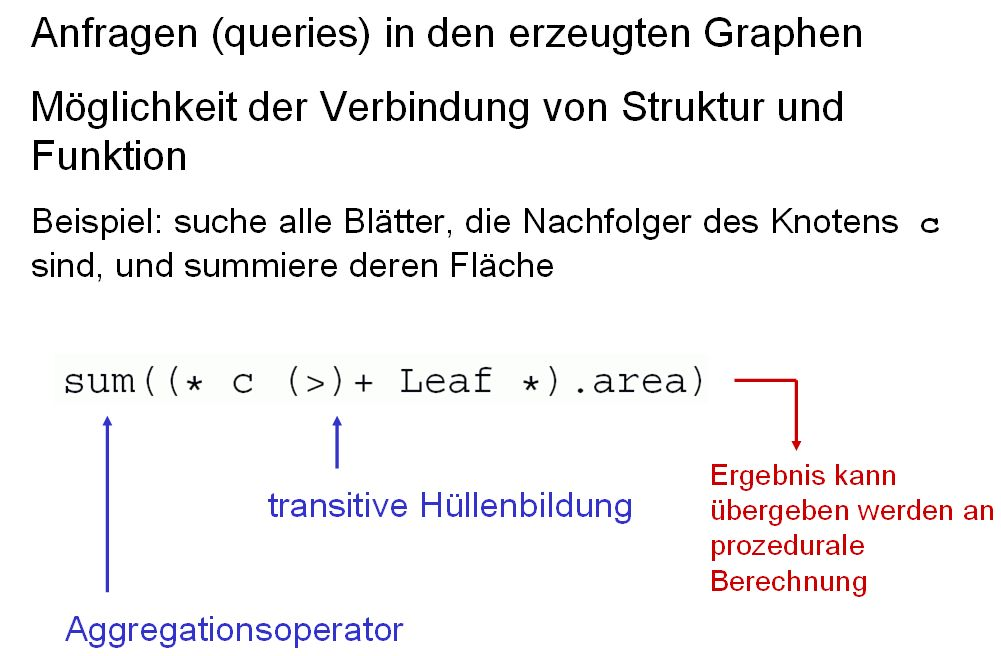 Anfragen (queries) in den erzeugten Graphen
Möglichkeit der Verbindung von Struktur und
Funktion
Beispiel: suche alle Blätter, die Nachfolger des Knotens c
sind, und summiere deren Fläche
sum((* c (>)+ Leaf *).area)
transitive Hüllenbildung
Ergebnis kann
übergeben werden an
prozedurale
Berechnung
Aggregationsoperator